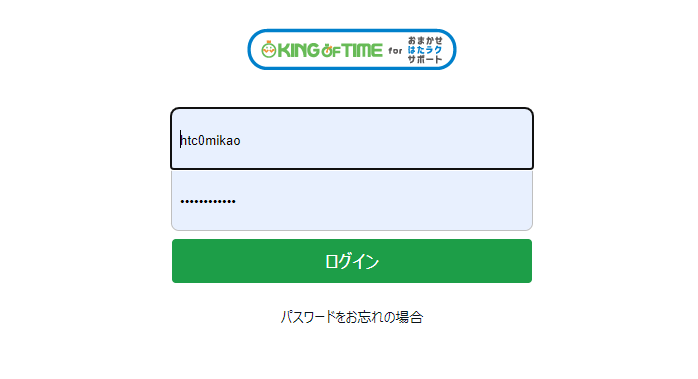 KING OF TIME for おまかせ
はたラク
サポート
htc0mikao
••••••••••••
ログイン
パスワードをお忘れの場合